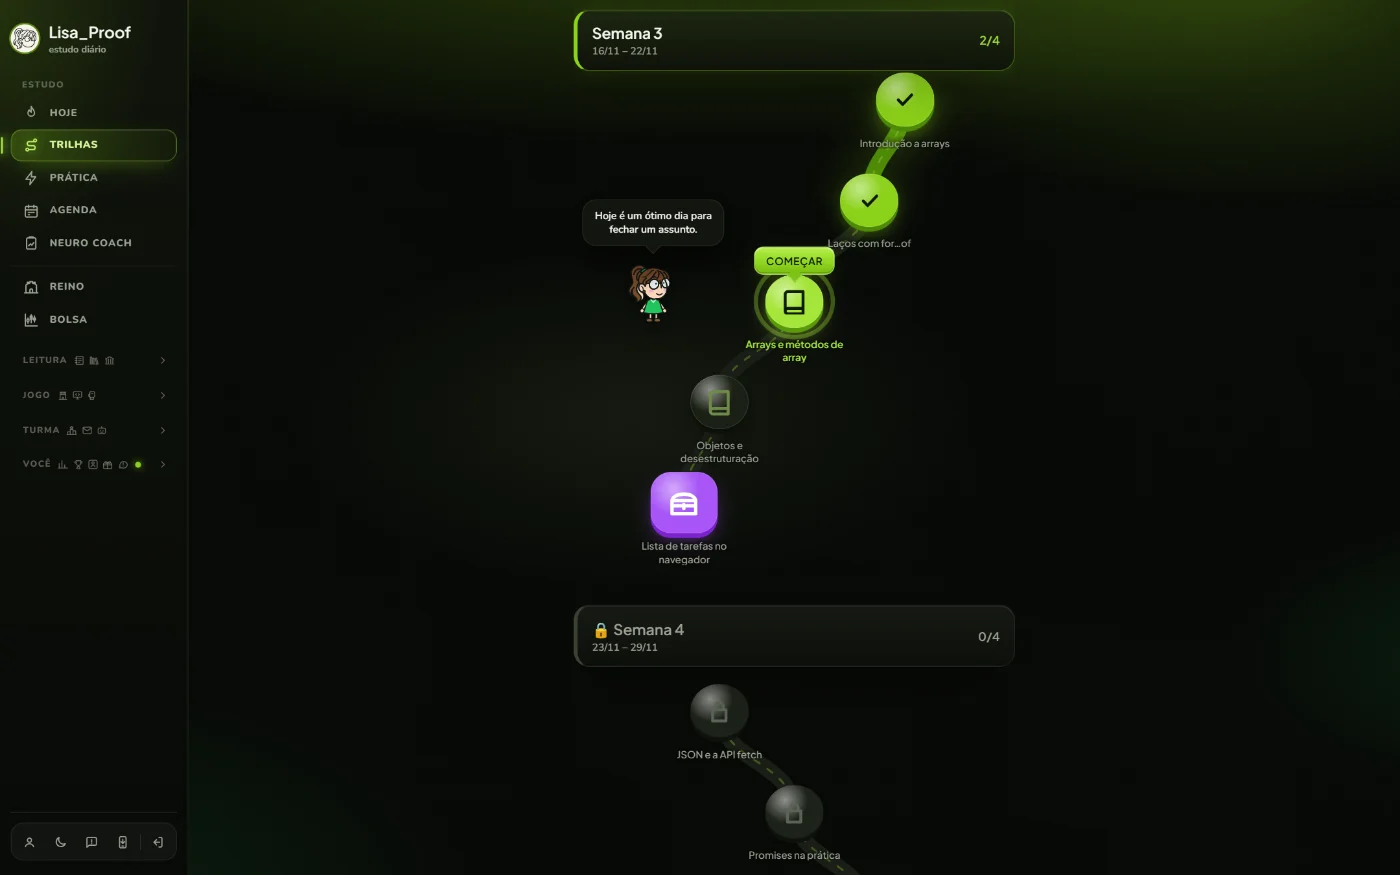 Lisa_Proof
estudo diário
ESTUDO
HOJE
TRILHAS
PRÁTICA
AGENDA
NEURO COACH
REINO
BOLSA
LEITURA
JOGO
TURMA
VOCÊ
Semana 3
16/11 – 22/11
2/4
Introdução a arrays
Laços com for...of
Hoje é um ótimo dia para
fechar um assunto.
COMEÇAR
Arrays e métodos de
array
Objetos e
desestruturação
Lista de tarefas no
navegador
🔒 Semana 4
23/11 – 29/11
0/4
JSON e a API fetch
Promises na prática